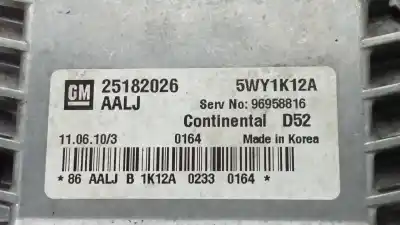 GM 25182026 5WY1K12A
AALJ Serv No: 96958816
Continental D52
11.06.10/3 0164 Made in Korea
*86 AALJ B 1K12A 0233 0164*